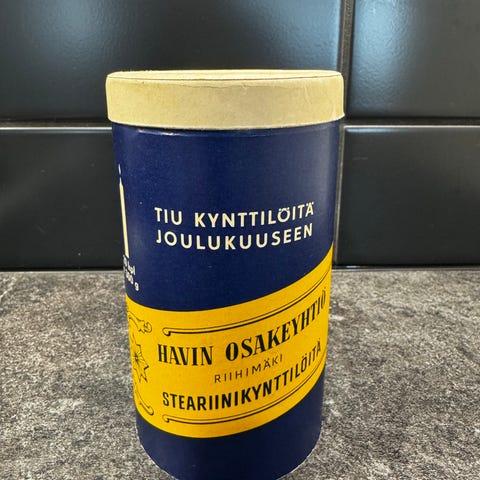 TIU KYNTTILÖITÄ
JOULUKUUSEEN
HAVIN OSAKEYHTIÖ
RIIHIMÄKI
STEARIINIKYNTTILÖITÄ